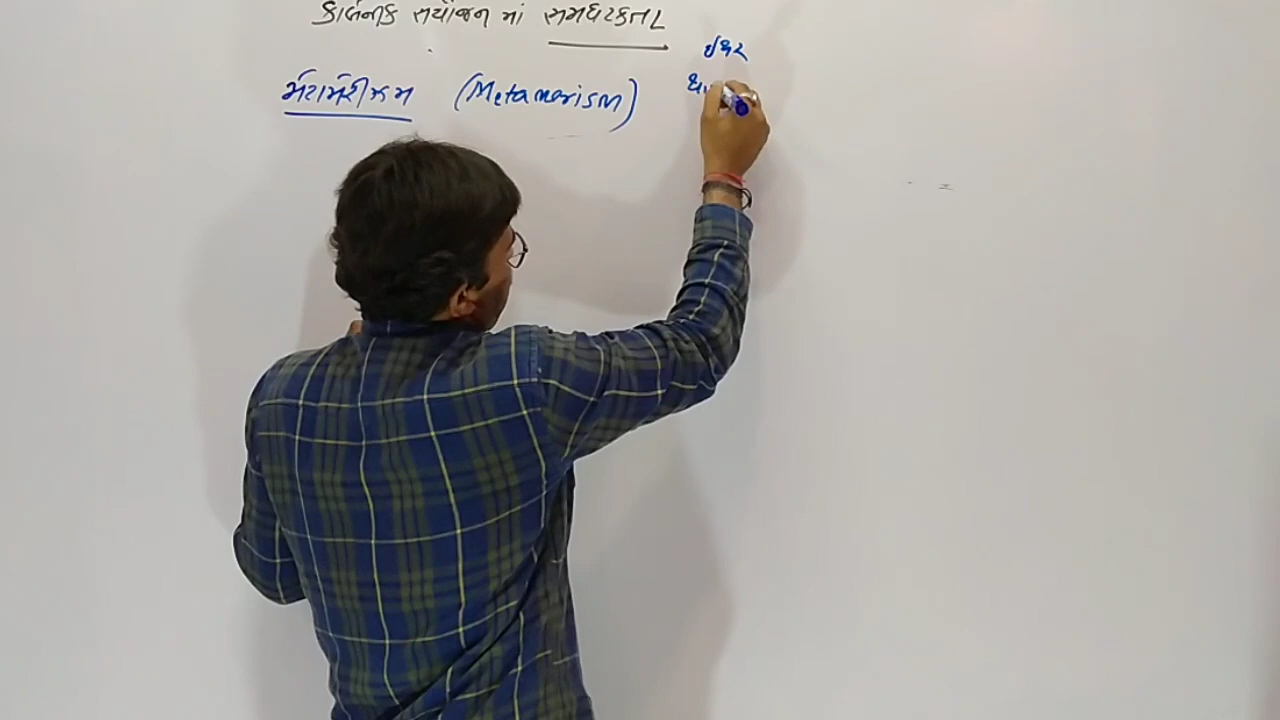 કાર્બનીક સંયોજન માં સમઘટકતા
મેટામેરીઝમ (Metamerism) ઈથર